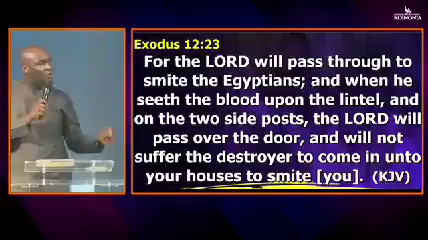 KOINONIA
Exodus 12:23
For the LORD will pass through to
smite the Egyptians; and when he
seeth the blood upon the lintel, and
on the two side posts, the LORD will
pass over the door, and will not
suffer the destroyer to come in unto
your houses to smite [you]. (KJV)